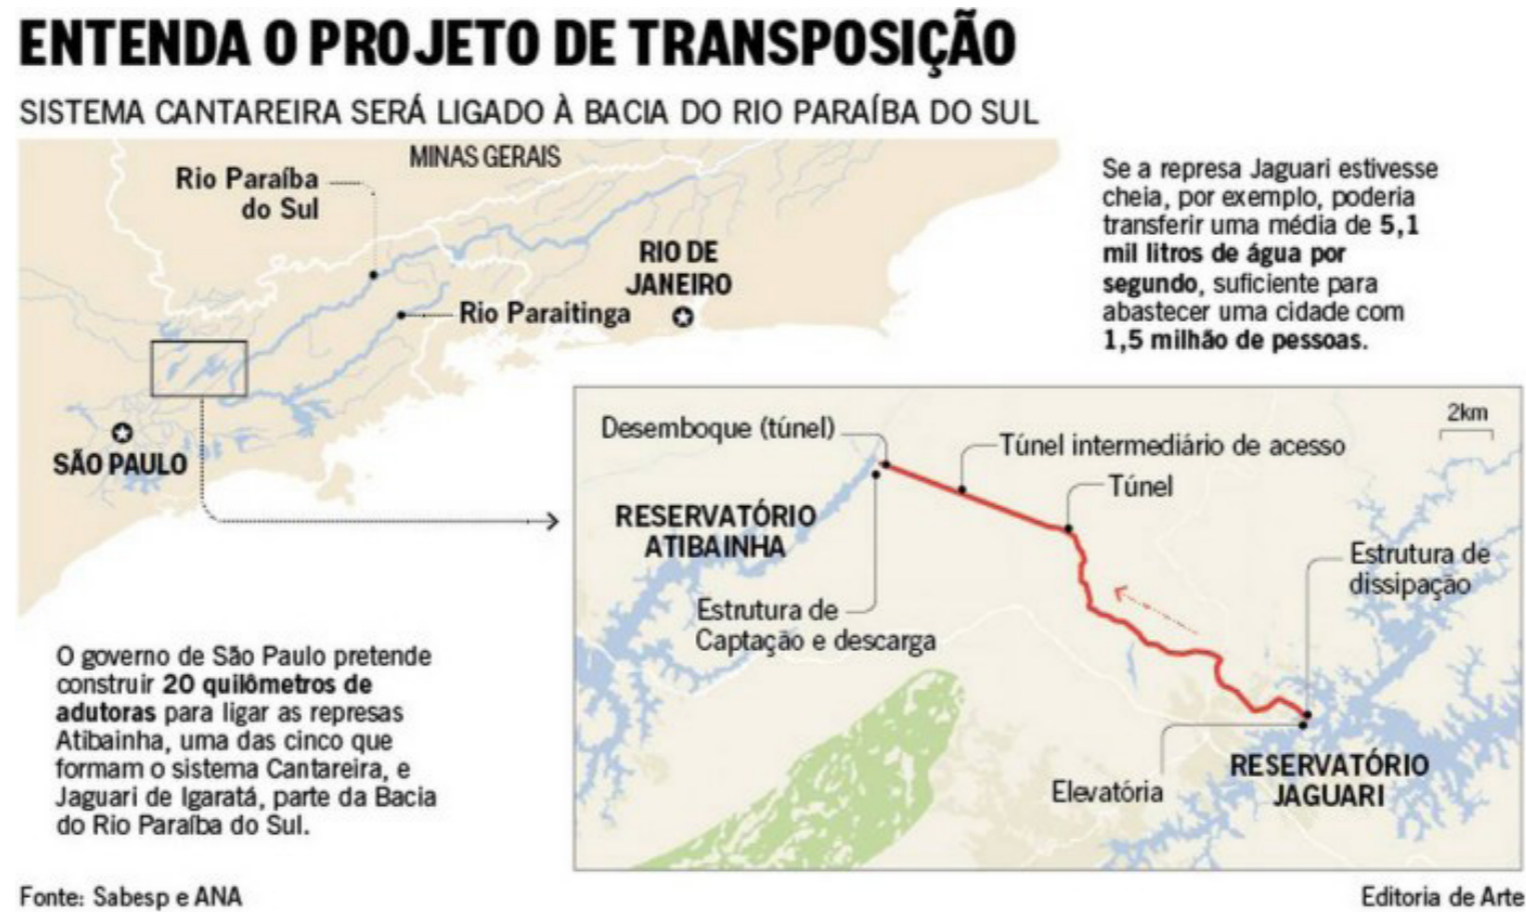 ENTENDA O PROJETO DE TRANSPOSIÇÃO
SISTEMA CANTAREIRA SERÁ LIGADO À BACIA DO RIO PARAÍBA DO SUL
MINAS GERAIS
Rio Paraíba
do Sul
RIO DE
JANEIRO
Rio Paraitinga
SÃO PAULO
Se a represa Jaguari estivesse
cheia, por exemplo, poderia
transferir uma média de 5,1
mil litros de água por
segundo, suficiente para
abastecer uma cidade com
1,5 milhão de pessoas.
2km
Desemboque (túnel)
Túnel intermediário de acesso
Túnel
RESERVATÓRIO
ATIBAINHA
Estrutura de
dissipação
Estrutura de
Captação e descarga
Elevatória
RESERVATÓRIO
JAGUARI
O governo de São Paulo pretende
construir 20 quilômetros de
adutoras para ligar as represas
Atibainha, uma das cinco que
formam o sistema Cantareira, e
Jaguari de Igaratá, parte da Bacia
do Rio Paraíba do Sul.
Fonte: Sabesp e ANA
Editoria de Arte